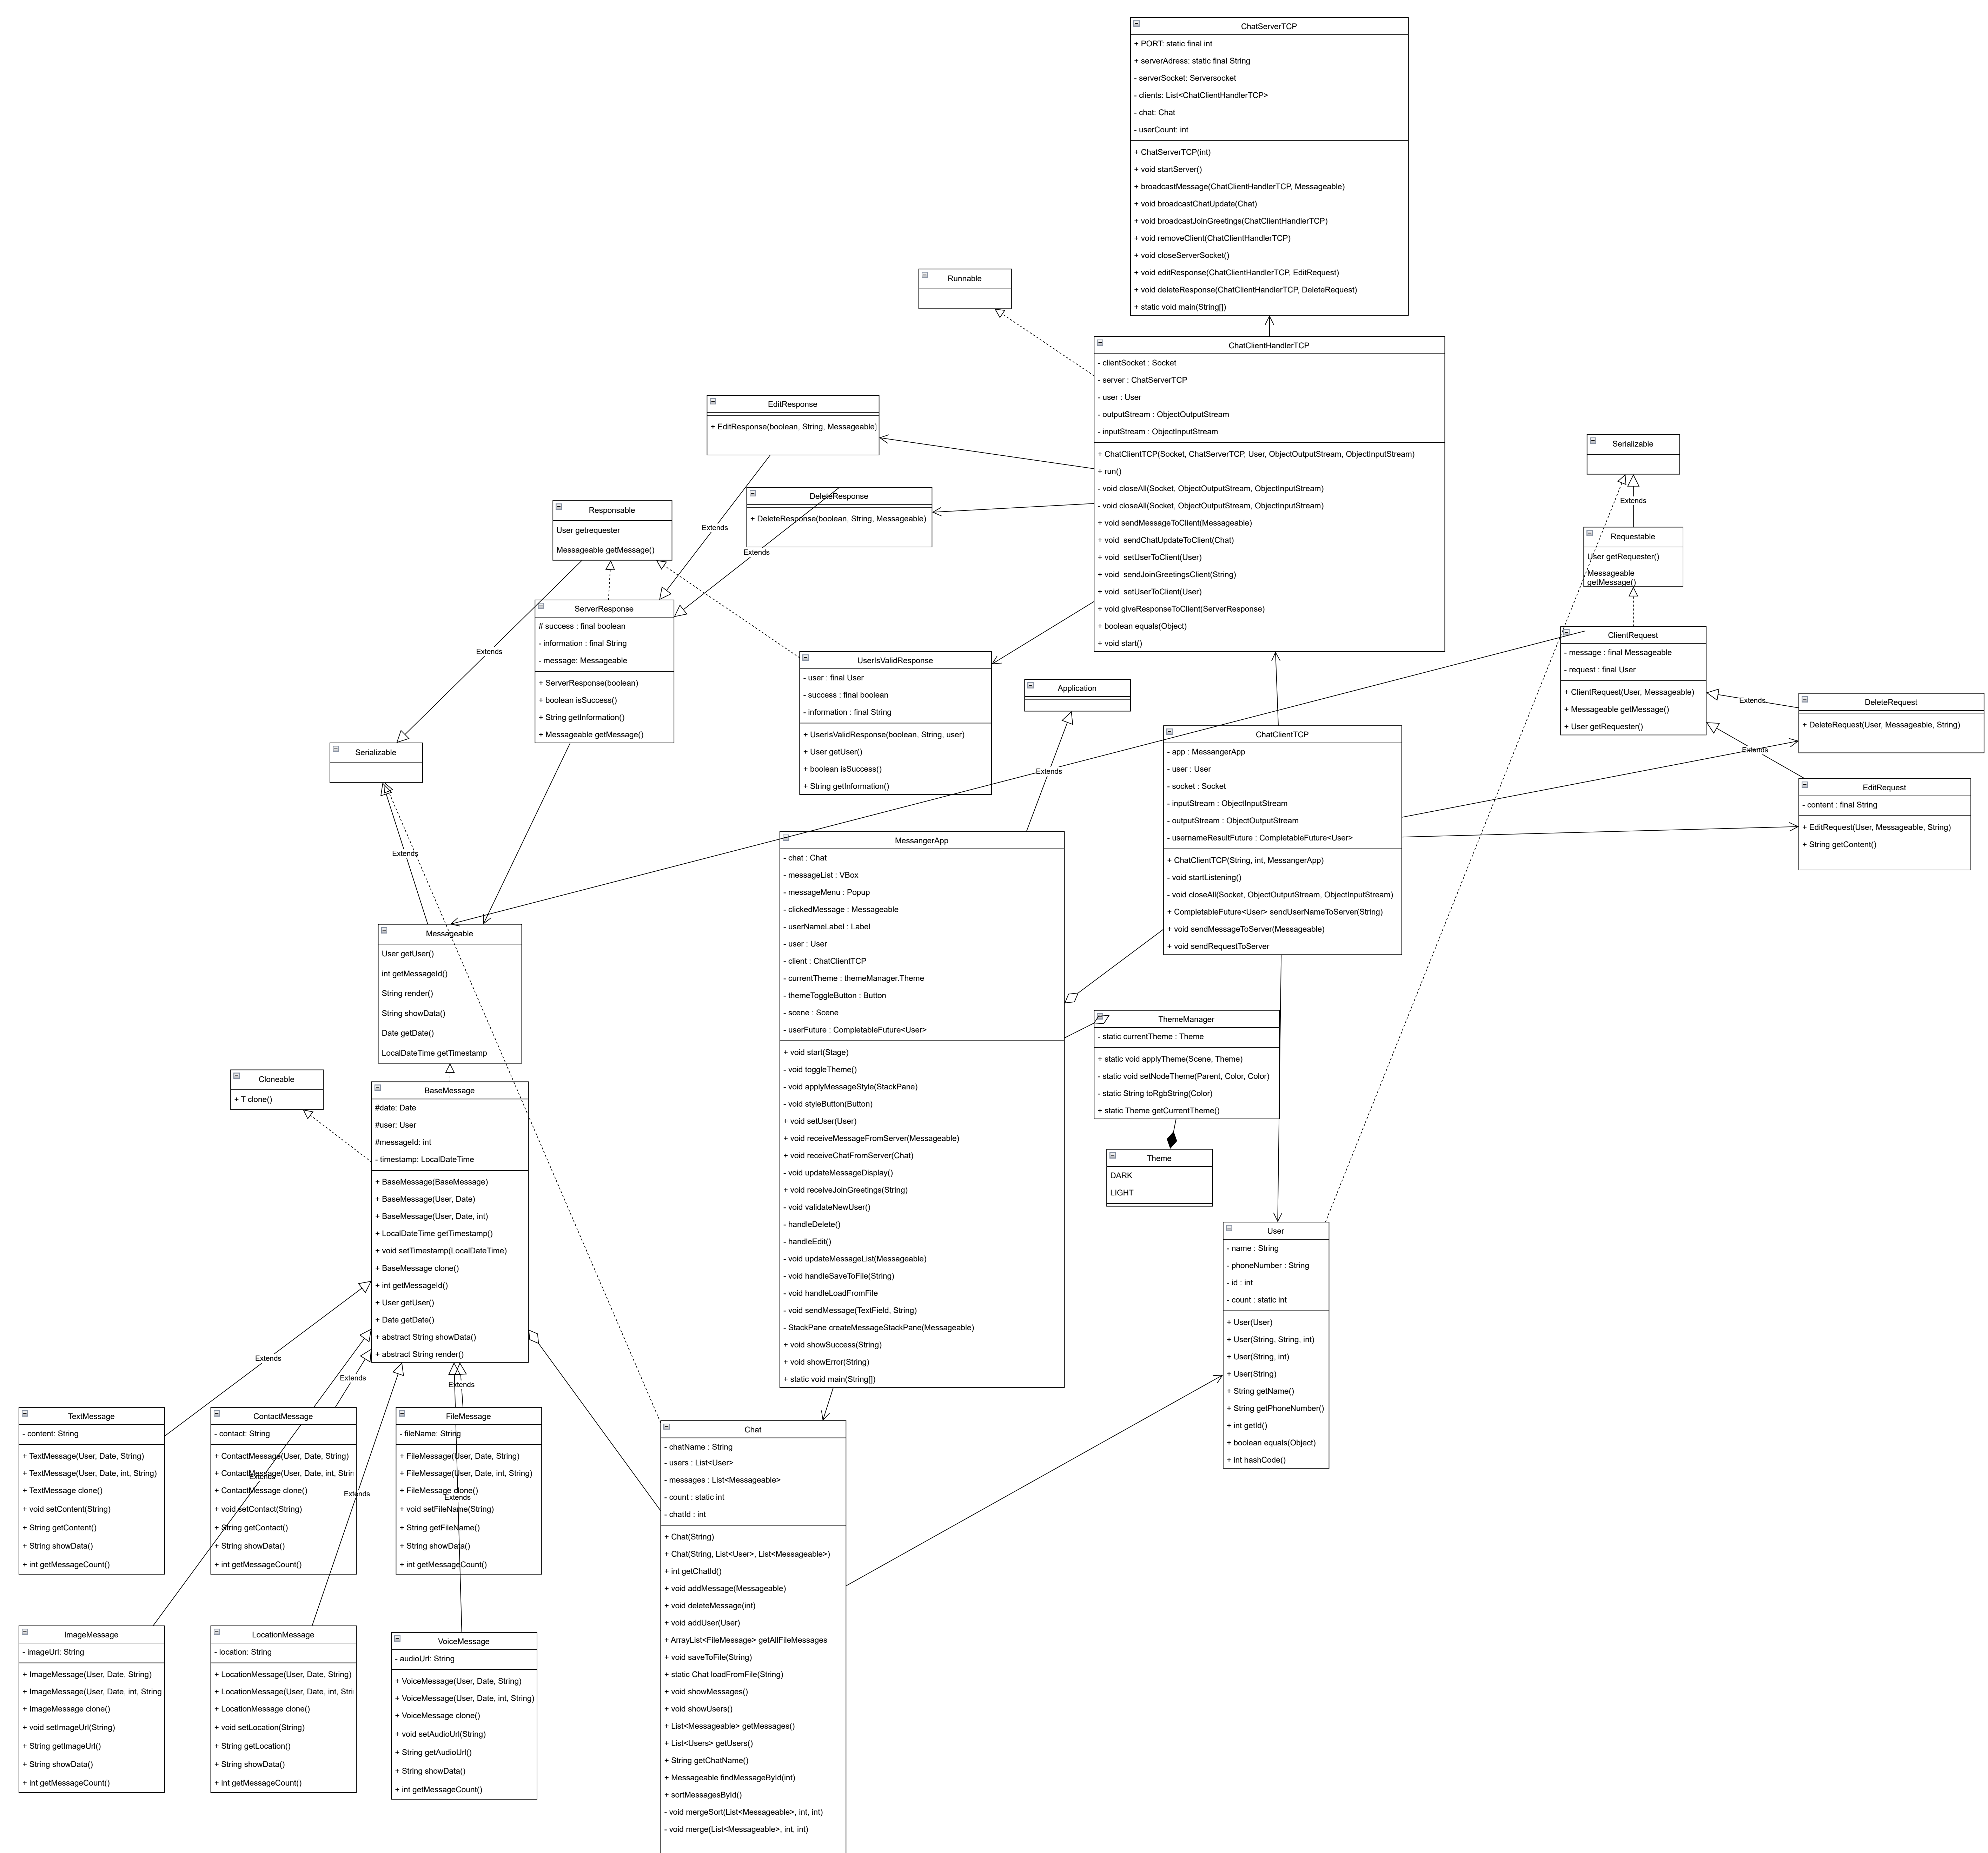 ChatServerTCP
+ PORT: static final int
+ serverAdress: static final String
- serverSocket: Serversocket
- clients: List<ChatClientHandlerTCP>
- chat: Chat
- userCount: int
+ ChatServerTCP(int)
+ void startServer()
+ broadcastMessage(ChatClientHandlerTCP, Messageable)
+ void broadcastChatUpdate(Chat)
+ void broadcastJoinGreetings(ChatClientHandlerTCP)
+ void removeClient(ChatClientHandlerTCP)
+ void closeServerSocket()
+ void editResponse(ChatClientHandlerTCP, EditRequest)
+ void deleteResponse(ChatClientHandlerTCP, DeleteRequest)
+ static void main(String[])
Runnable
ChatClientHandlerTCP
- clientSocket : Socket
- server : ChatServerTCP
- user : User
- outputStream : ObjectOutputStream
- inputStream : ObjectInputStream
+ ChatClientTCP(Socket, ChatServerTCP, User, ObjectOutputStream, ObjectInputStream)
+ run()
- void closeAll(Socket, ObjectOutputStream, ObjectInputStream)
- void closeAll(Socket, ObjectOutputStream, ObjectInputStream)
+ void sendMessageToClient(Messageable)
+ void  sendChatUpdateToClient(Chat)
+ void  setUserToClient(User)
+ void  sendJoinGreetingsClient(String)
+ void  setUserToClient(User)
+ void giveResponseToClient(ServerResponse)
+ boolean equals(Object)
+ void start()
EditResponse
+ EditResponse(boolean, String, Messageable)
Extends
DeleteResponse
+ DeleteResponse(boolean, String, Messageable)
Extends
Responsable
User getrequester
Messageable getMessage()
Extends
ServerResponse
# success : final boolean
- information : final String
- message: Messageable
+ ServerResponse(boolean)
+ boolean isSuccess()
+ String getInformation()
+ Messageable getMessage()
UserIsValidResponse
- user : final User
- success : final boolean
- information : final String
+ UserIsValidResponse(boolean, String, user)
+ User getUser()
+ boolean isSuccess()
+ String getInformation()
Serializable
Extends
Requestable
User getRequester()
Messageable
getMessage()
ClientRequest
- message : final Messageable
- request : final User
+ ClientRequest(User, Messageable)
+ Messageable getMessage()
+ User getRequester()
Extends
DeleteRequest
+ DeleteRequest(User, Messageable, String)
Extends
EditRequest
- content : final String
+ EditRequest(User, Messageable, String)
+ String getContent()
Application
Extends
ChatClientTCP
- app : MessangerApp
- user : User
- socket : Socket
- inputStream : ObjectInputStream
- outputStream : ObjectOutputStream
- usernameResultFuture : CompletableFuture<User>
+ ChatClientTCP(String, int, MessangerApp)
- void startListening()
- void closeAll(Socket, ObjectOutputStream, ObjectInputStream)
+ CompletableFuture<User> sendUserNameToServer(String)
+ void sendMessageToServer(Messageable)
+ void sendRequestToServer
Serializable
Extends
MessangerApp
- chat : Chat
- messageList : VBox
- messageMenu : Popup
- clickedMessage : Messageable
- userNameLabel : Label
- user : User
- client : ChatClientTCP
- currentTheme : themeManager.Theme
- themeToggleButton : Button
- scene : Scene
- userFuture : CompletableFuture<User>
+ void start(Stage)
- void toggleTheme()
- void applyMessageStyle(StackPane)
- void styleButton(Button)
+ void setUser(User)
+ void receiveMessageFromServer(Messageable)
+ void receiveChatFromServer(Chat)
- void updateMessageDisplay()
+ void receiveJoinGreetings(String)
- void validateNewUser()
- handleDelete()
- handleEdit()
- void updateMessageList(Messageable)
- void handleSaveToFile(String)
- void handleLoadFromFile
- void sendMessage(TextField, String)
- StackPane createMessageStackPane(Messageable)
+ void showSuccess(String)
+ void showError(String)
+ static void main(String[])
Messageable
User getUser()
int getMessageId()
String render()
String showData()
Date getDate()
LocalDateTime getTimestamp
ThemeManager
- static currentTheme : Theme
+ static void applyTheme(Scene, Theme)
- static void setNodeTheme(Parent, Color, Color)
- static String toRgbString(Color)
+ static Theme getCurrentTheme()
Theme
DARK
LIGHT
Cloneable
+ T clone()
BaseMessage
#date: Date
#user: User
#messageId: int
- timestamp: LocalDateTime
+ BaseMessage(BaseMessage)
+ BaseMessage(User, Date)
+ BaseMessage(User, Date, int)
+ LocalDateTime getTimestamp()
+ void setTimestamp(LocalDateTime)
+ BaseMessage clone()
+ int getMessageId()
+ User getUser()
+ Date getDate()
+ abstract String showData()
+ abstract String render()
User
- name : String
- phoneNumber : String
- id : int
- count : static int
+ User(User)
+ User(String, String, int)
+ User(String, int)
+ User(String)
+ String getName()
+ String getPhoneNumber()
+ int getId()
+ boolean equals(Object)
+ int hashCode()
Extends
Extends
Extends
TextMessage
- content: String
+ TextMessage(User, Date, String)
+ TextMessage(User, Date, int, String)
+ TextMessage clone()
+ void setContent(String)
+ String getContent()
+ String showData()
+ int getMessageCount()
ContactMessage
- contact: String
+ ContactMessage(User, Date, String)
+ ContactMessage(User, Date, int, Strin
Extends
+ ContactMessage clone()
+ void setContact(String)
+ String getContact()
+ String showData()
+ int getMessageCount()
Extends
FileMessage
- fileName: String
+ FileMessage(User, Date, String)
+ FileMessage(User, Date, int, String)
+ FileMessage clone()
Extends
+ void setFileName(String)
+ String getFileName()
+ String showData()
+ int getMessageCount()
Chat
- chatName : String
- users : List<User>
- messages : List<Messageable>
- count : static int
- chatId : int
+ Chat(String)
+ Chat(String, List<User>, List<Messageable>)
+ int getChatId()
+ void addMessage(Messageable)
+ void deleteMessage(int)
+ void addUser(User)
+ ArrayList<FileMessage> getAllFileMessages
+ void saveToFile(String)
+ static Chat loadFromFile(String)
+ void showMessages()
+ void showUsers()
+ List<Messageable> getMessages()
+ List<Users> getUsers()
+ String getChatName()
+ Messageable findMessageById(int)
+ sortMessagesById()
- void mergeSort(List<Messageable>, int, int)
- void merge(List<Messageable>, int, int)
ImageMessage
- imageUrl: String
+ ImageMessage(User, Date, String)
+ ImageMessage(User, Date, int, String
+ ImageMessage clone()
+ void setImageUrl(String)
+ String getImageUrl()
+ String showData()
+ int getMessageCount()
LocationMessage
- location: String
+ LocationMessage(User, Date, String)
+ LocationMessage(User, Date, int, Stri
+ LocationMessage clone()
+ void setLocation(String)
+ String getLocation()
+ String showData()
+ int getMessageCount()
VoiceMessage
- audioUrl: String
+ VoiceMessage(User, Date, String)
+ VoiceMessage(User, Date, int, String)
+ VoiceMessage clone()
+ void setAudioUrl(String)
+ String getAudioUrl()
+ String showData()
+ int getMessageCount()